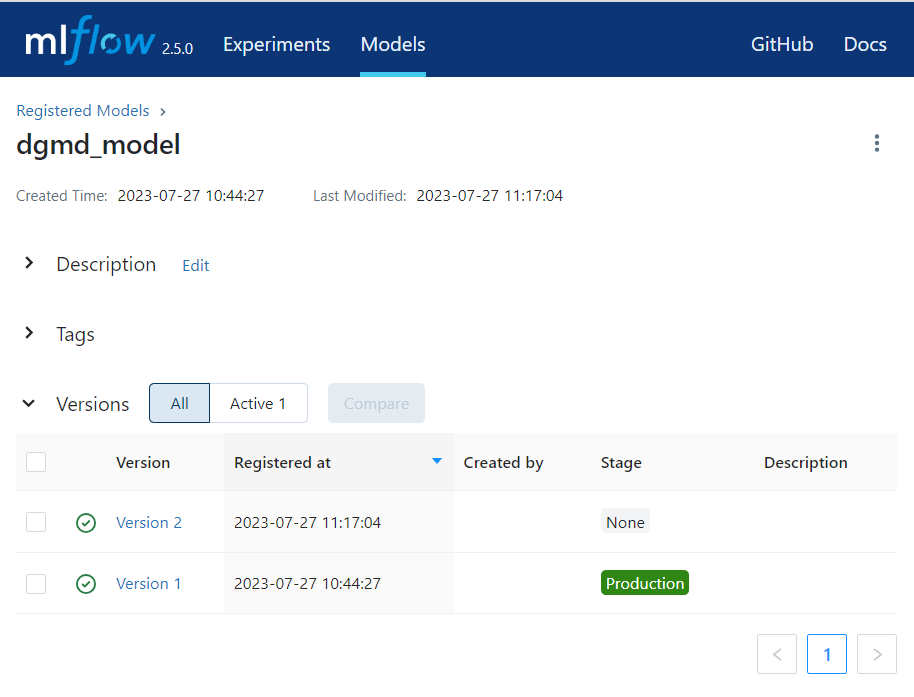 mlflow 2.5.0 Experiments Models GitHub Docs
Registered Models >
dgmd_model
Created Time: 2023-07-27 10:44:27 Last Modified: 2023-07-27 11:17:04
Description Edit
Tags
Versions All Active 1 Compare
Version Registered at Created by Stage Description
Version 2 2023-07-27 11:17:04 None
Version 1 2023-07-27 10:44:27 Production
< 1 >